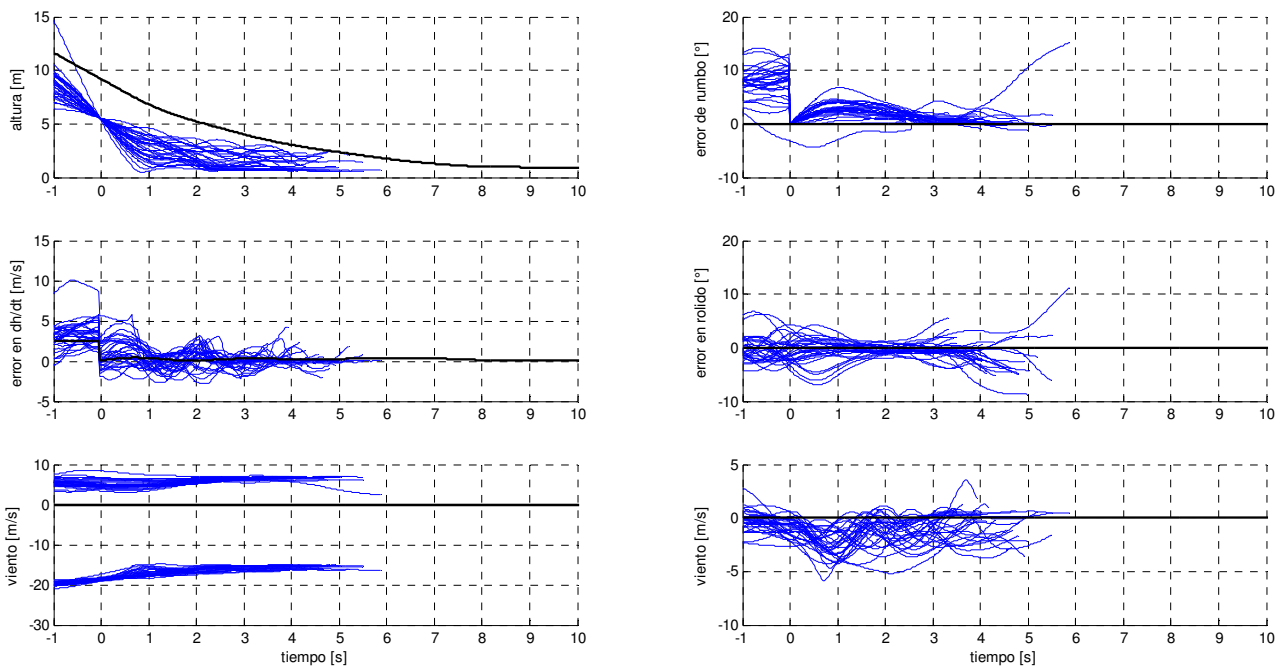 altura [m]
15
10
5
0
-1 0 1 2 3 4 5 6 7 8 9 10
error de rumbo [°]
20
10
0
-10
-1 0 1 2 3 4 5 6 7 8 9 10
error en dh/dt [m/s]
15
10
5
0
-5
-1 0 1 2 3 4 5 6 7 8 9 10
error en rolido [°]
20
10
0
-10
-1 0 1 2 3 4 5 6 7 8 9 10
viento [m/s]
10
0
-10
-20
-30
-1 0 1 2 3 4 5 6 7 8 9 10
tiempo [s]
viento [m/s]
5
0
-5
-10
-1 0 1 2 3 4 5 6 7 8 9 10
tiempo [s]